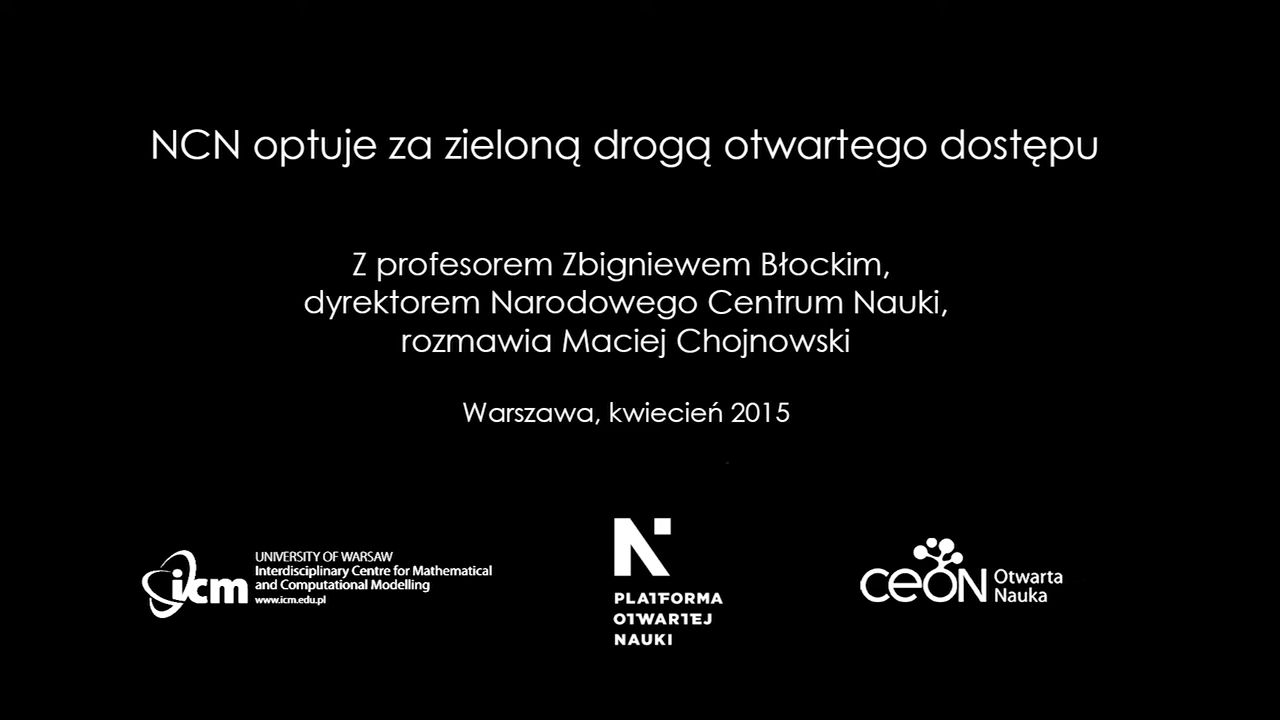 NCN optuje za zieloną drogą otwartego dostępu
Z profesorem Zbigniewem Błockim,
dyrektorem Narodowego Centrum Nauki,
rozmawia Maciej Chojnowski
Warszawa, kwiecień 2015
icm
UNIVERSITY OF WARSAW
Interdisciplinary Centre for Mathematical
and Computational Modelling
www.icm.edu.pl
N
PLATFORMA
OTWARTEJ
NAUKI
CEON
Otwarta
Nauka